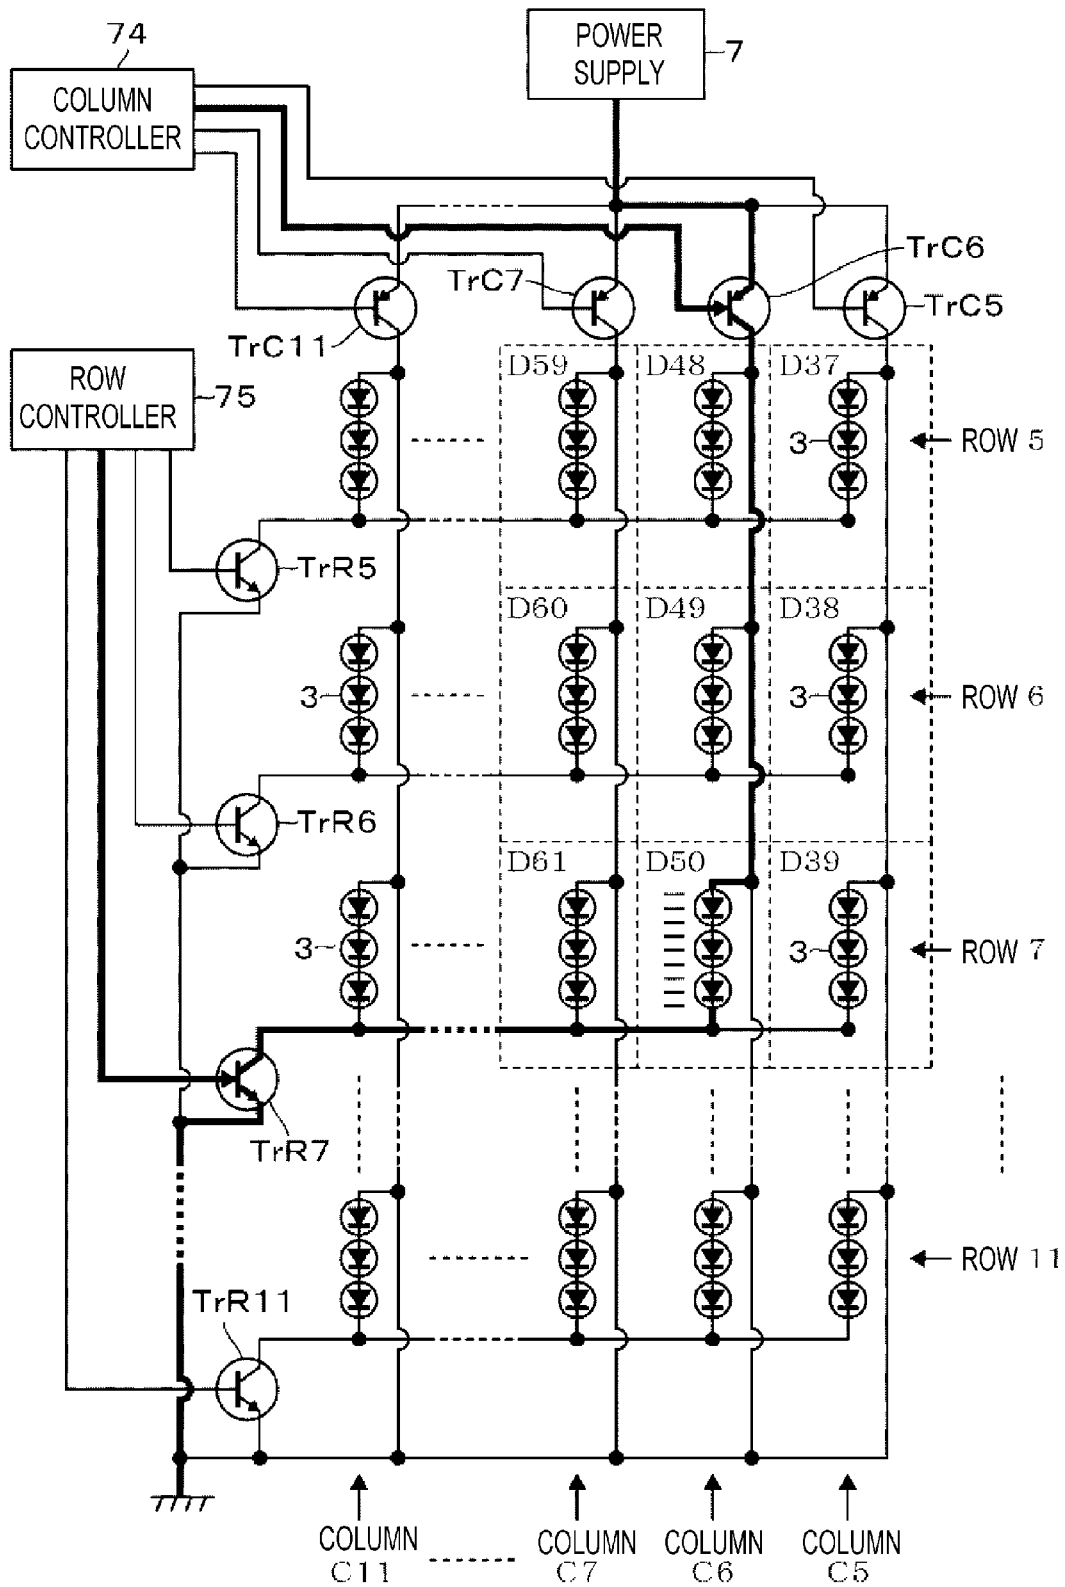 74
COLUMN
CONTROLLER
POWER
SUPPLY
7
TrC6
TrC7
TrC5
TrC11
ROW
CONTROLLER
75
D59
D48
D37
3
ROW 5
TrR5
D60
D49
D38
3
3
ROW 6
TrR6
D61
D50
D39
3
3
ROW 7
TrR7
ROW 11
TrR11
COLUMN
C11
COLUMN
C7
COLUMN
C6
COLUMN
C5